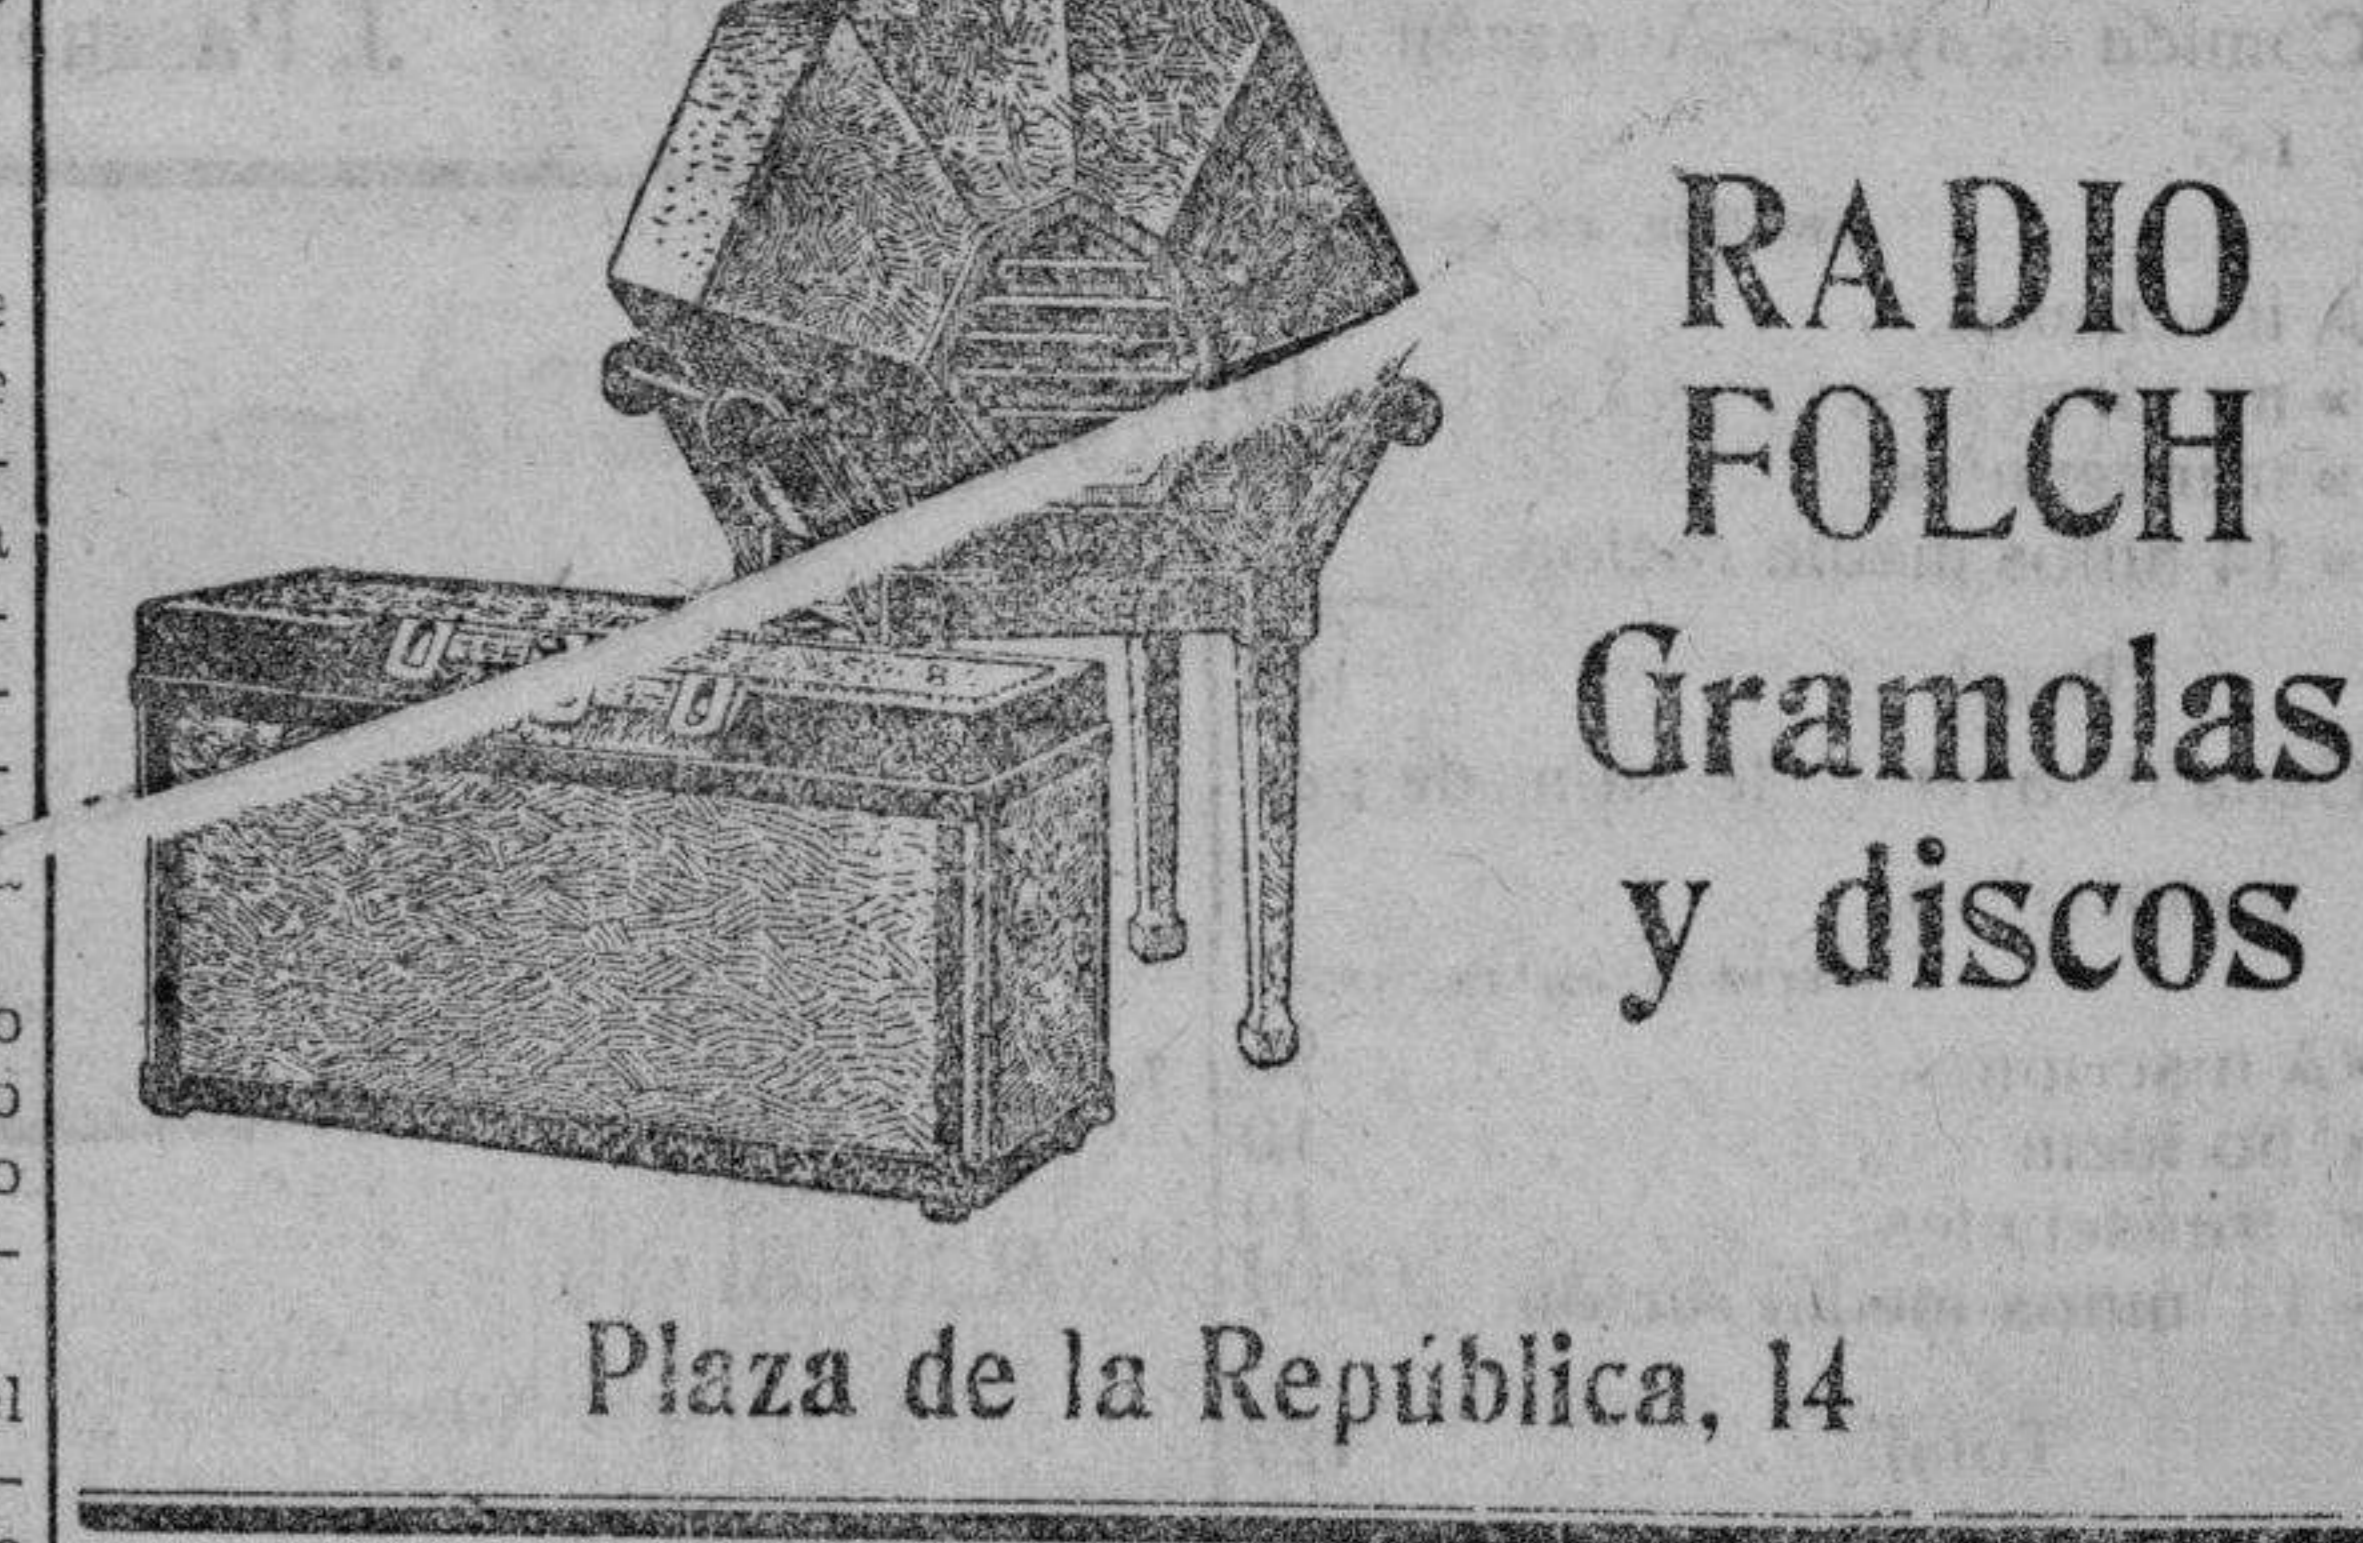 RADIO
FOLCH
Gramolas
y discos
Plaza de la República, 14